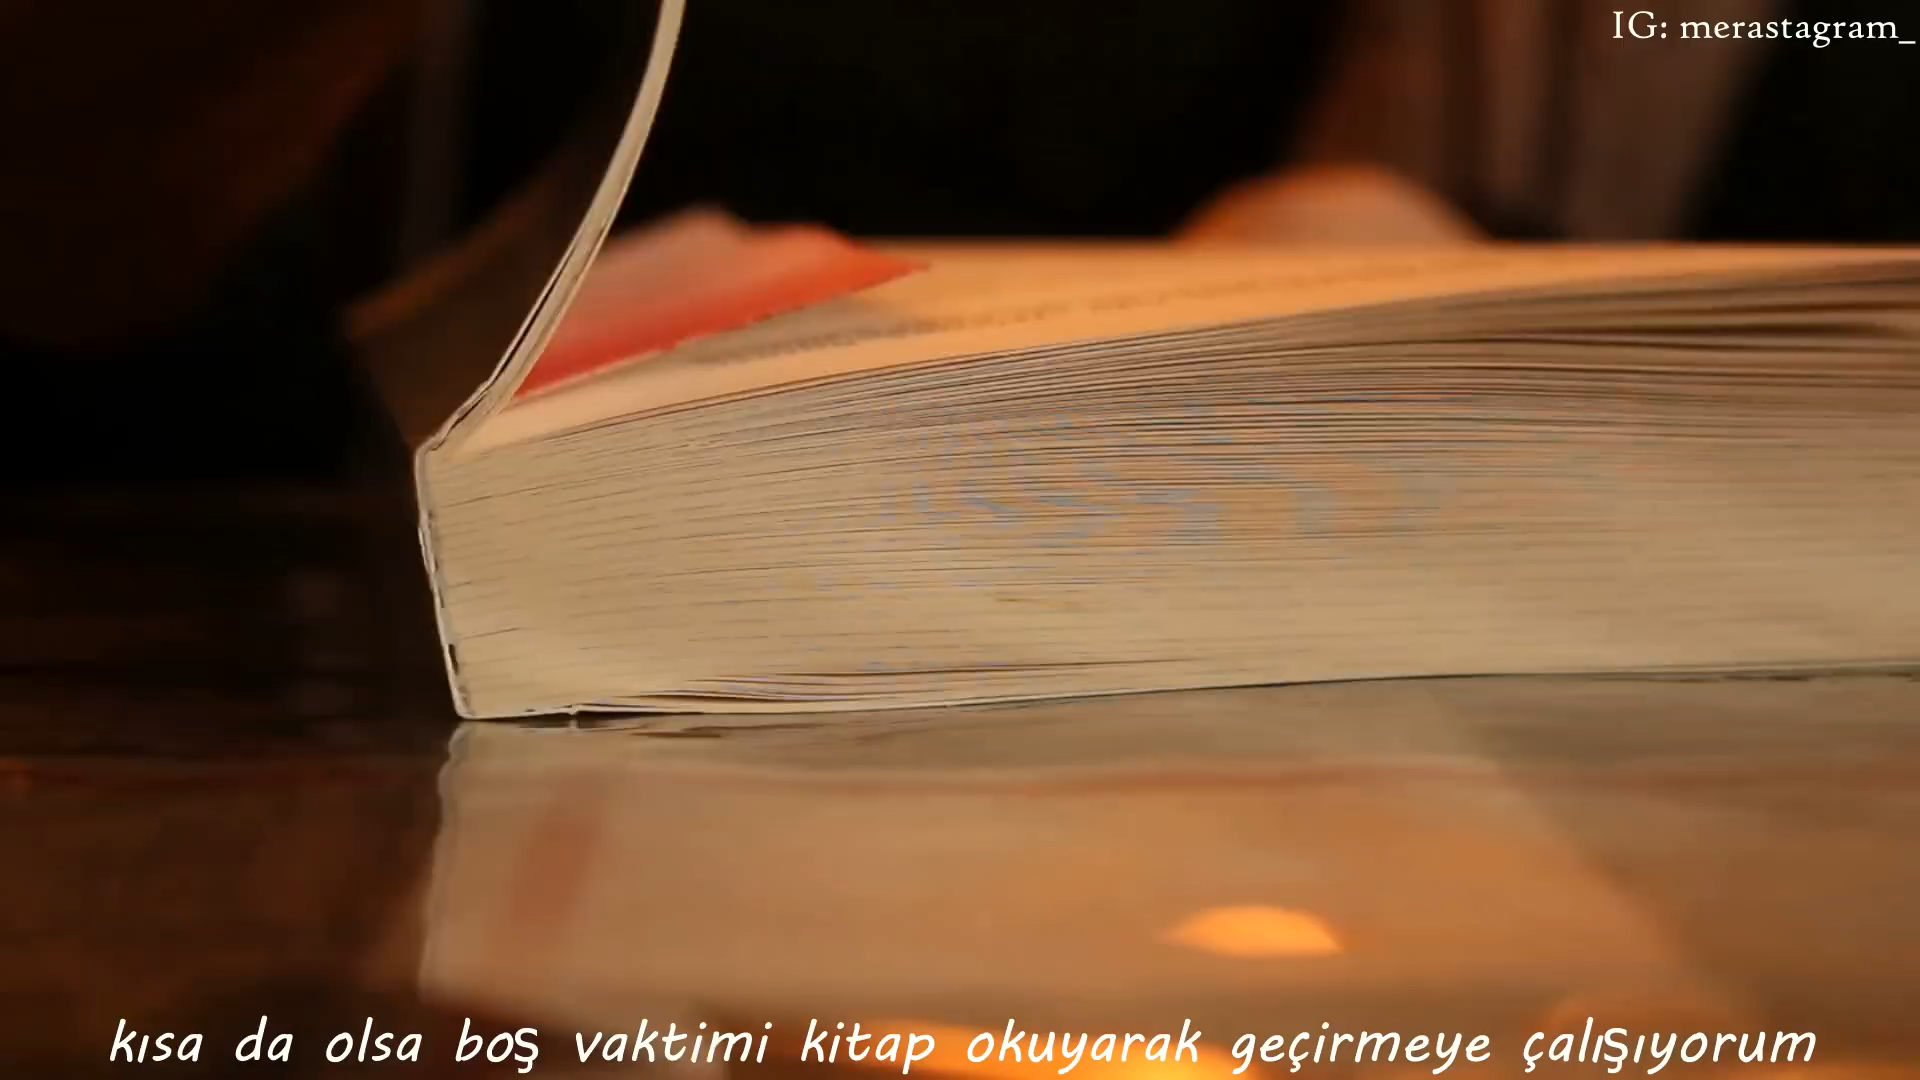 IG: merastagram_
kısa da olsa boş vaktimi kitap okuyarak geçirmeye çalışıyorum